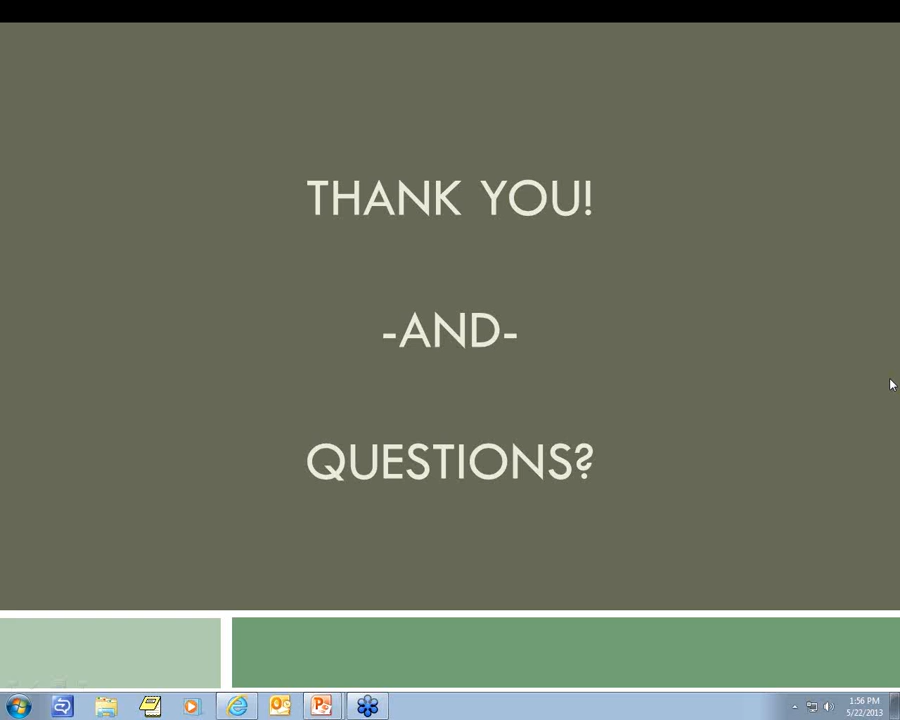 THANK YOU!
-AND-
QUESTIONS?
1:56 PM
5/22/2013